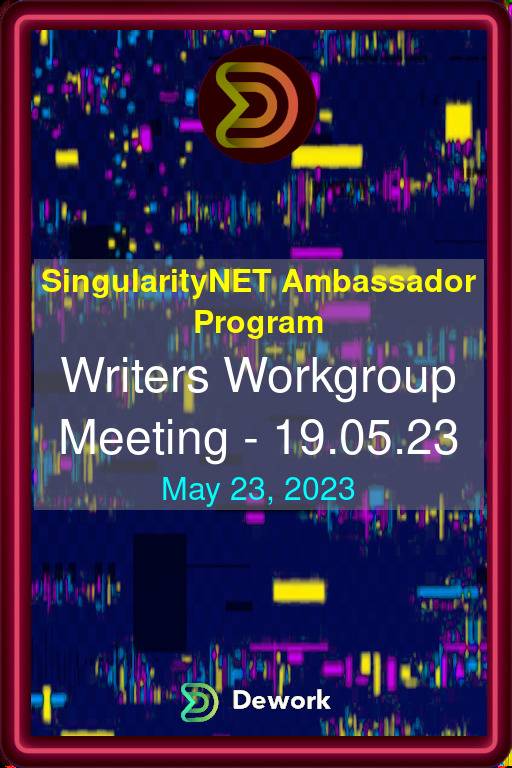 SingularityNET Ambassador
Program
Writers Workgroup
Meeting - 19.05.23
May 23, 2023
Dework